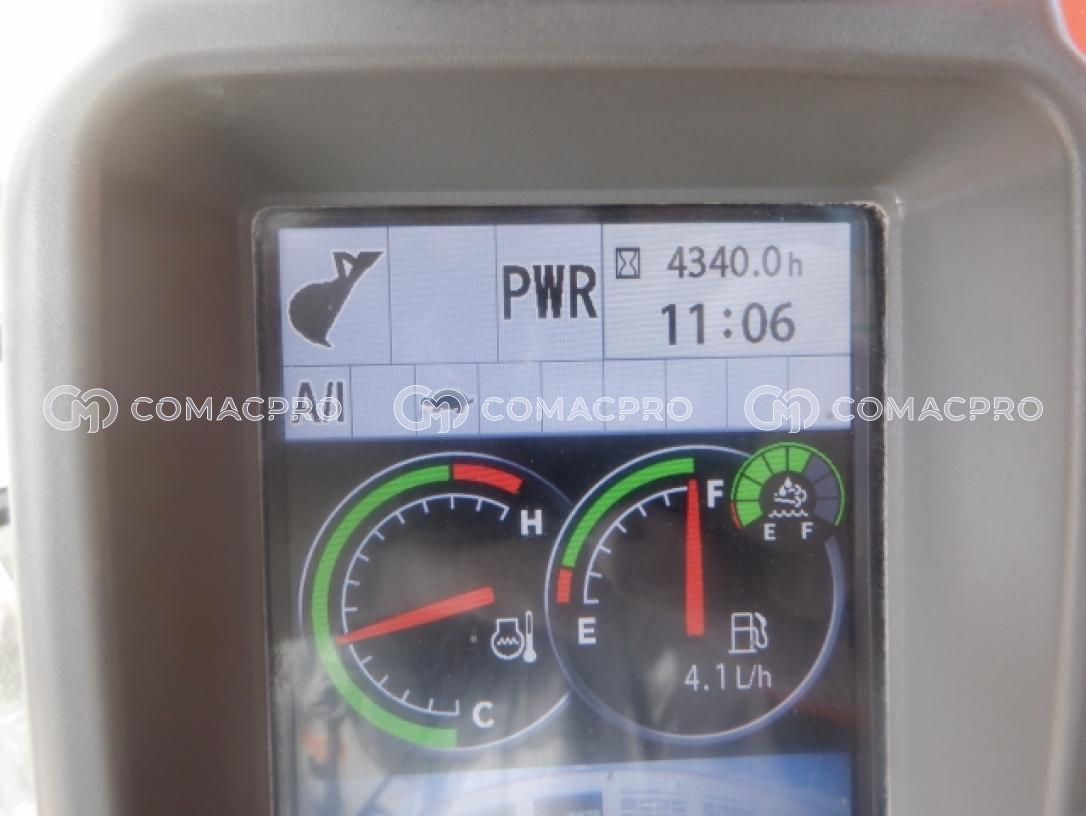 PWR
4340.0h
11:06
A/I
COMACPRO COMACPRO COMACPRO
H
F
E F
E
4.1 L/h
C